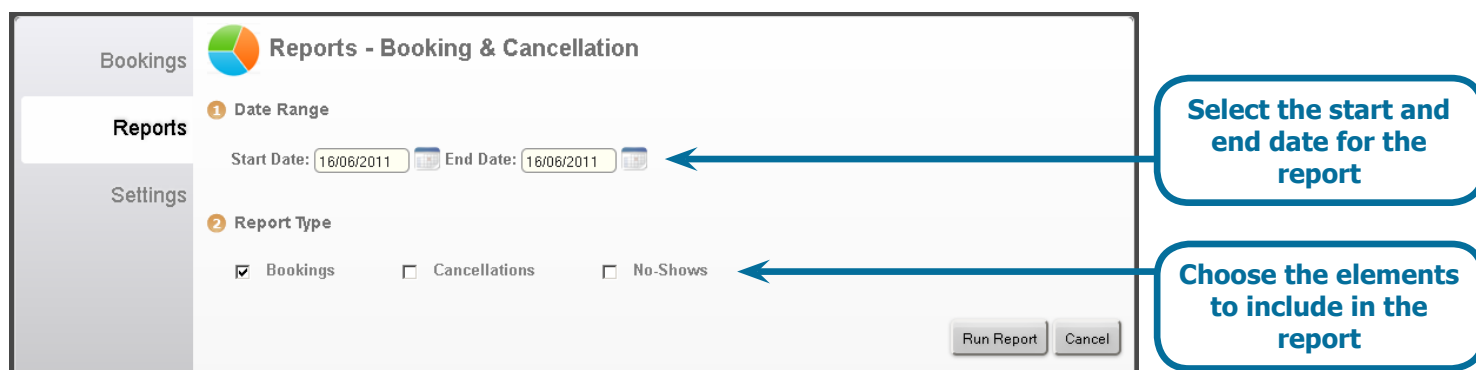 Bookings
Reports
Settings
Reports - Booking & Cancellation
1 Date Range
Start Date: 16/06/2011 End Date: 16/06/2011
2 Report Type
Bookings Cancellations No-Shows
Run Report Cancel
Select the start and
end date for the
report
Choose the elements
to include in the
report